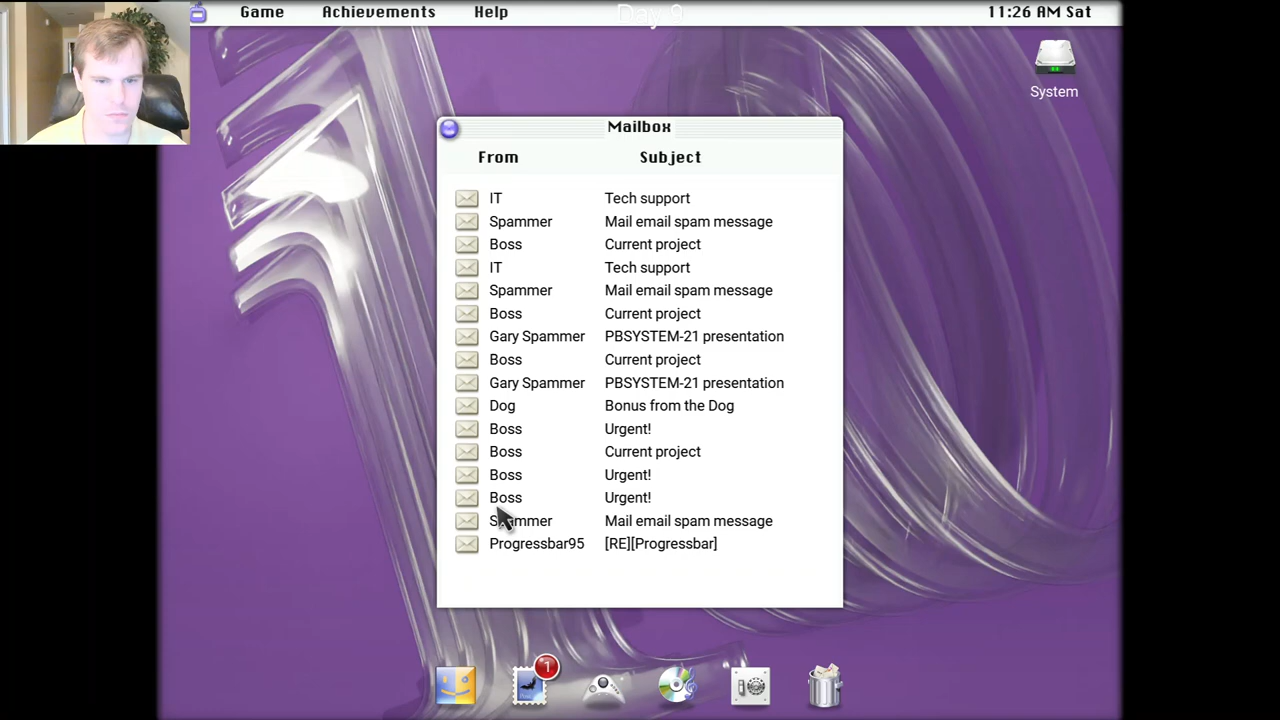 Game Achievements Help Day 9 11:26 AM Sat
System
Mailbox
From Subject
IT Tech support
Spammer Mail email spam message
Boss Current project
IT Tech support
Spammer Mail email spam message
Boss Current project
Gary Spammer PBSYSTEM-21 presentation
Boss Current project
Gary Spammer PBSYSTEM-21 presentation
Dog Bonus from the Dog
Boss Urgent!
Boss Current project
Boss Urgent!
Boss Urgent!
Spammer Mail email spam message
Progressbar95 [RE][Progressbar]
1